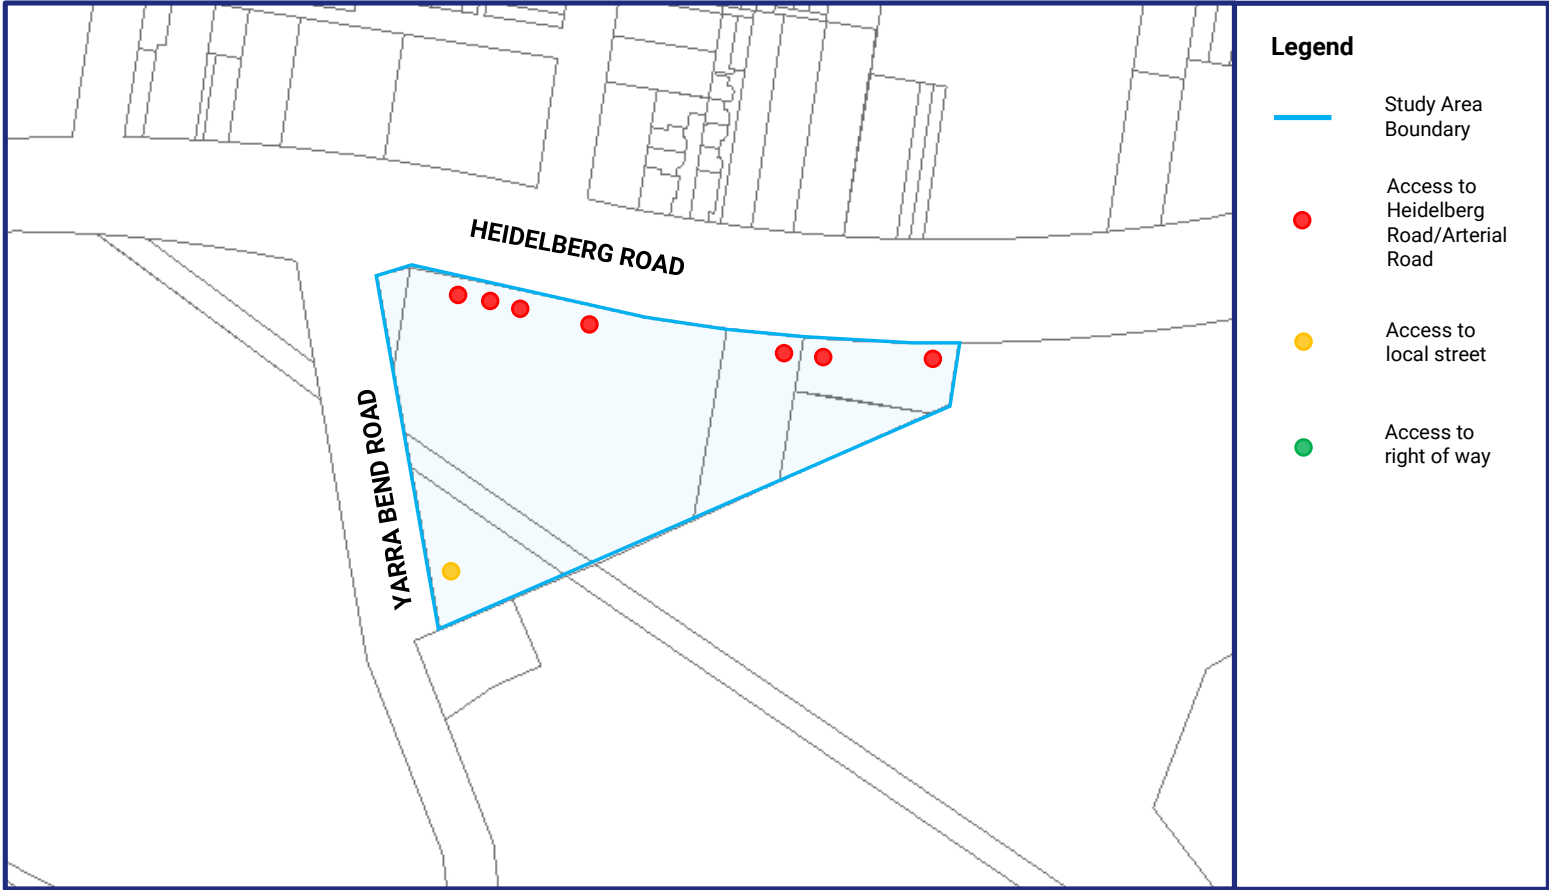 HEIDELBERG ROAD
YARRA BEND ROAD
Legend
Study Area
Boundary
Access to
Heidelberg
Road/Arterial
Road
Access to
local street
Access to
right of way